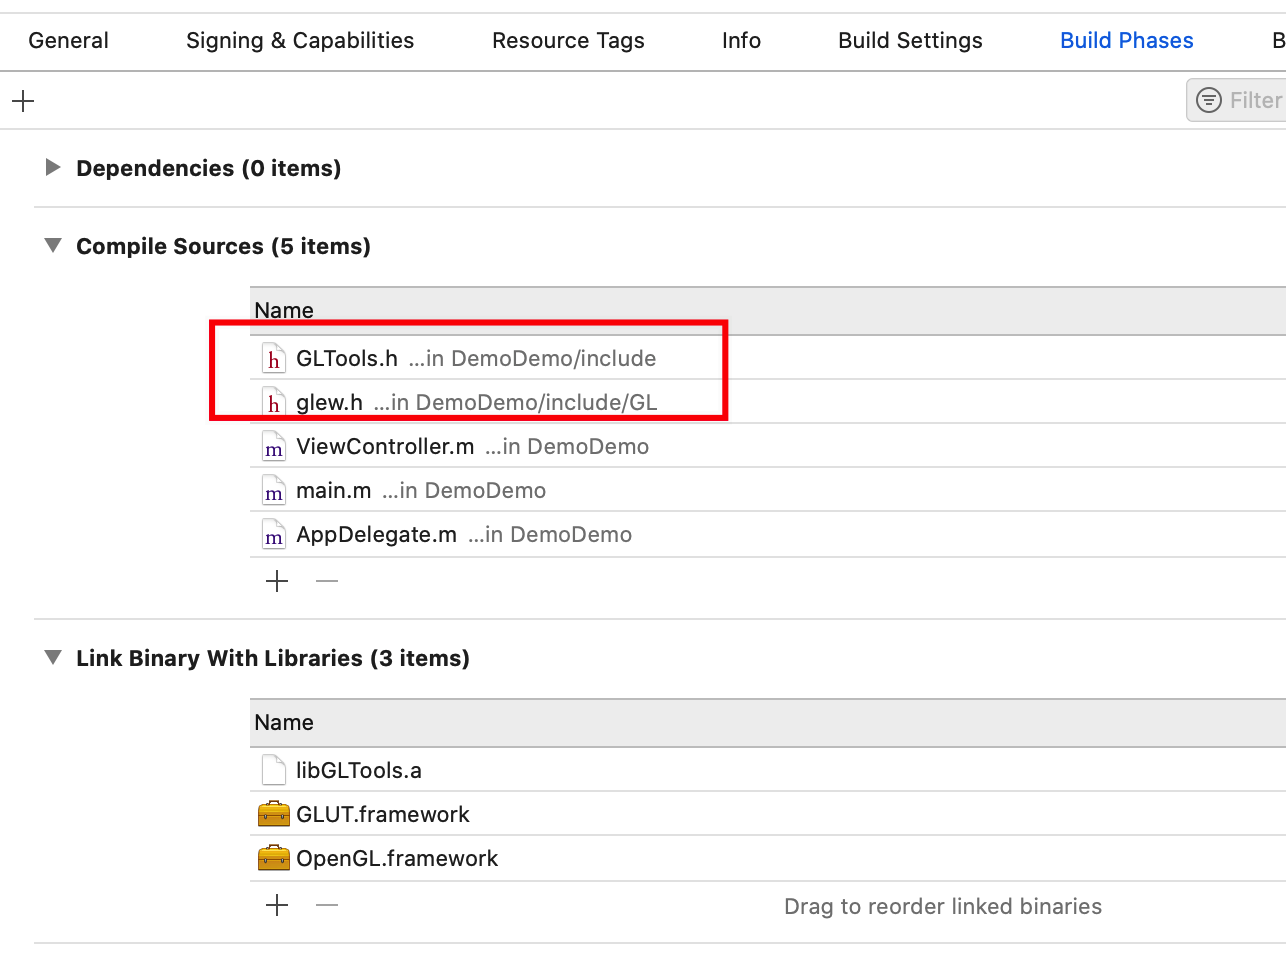 General Signing & Capabilities Resource Tags Info Build Settings Build Phases B
Filter
Dependencies (0 items)
Compile Sources (5 items)
Name
h GLTools.h ...in DemoDemo/include
h glew.h ...in DemoDemo/include/GL
m ViewController.m ...in DemoDemo
m main.m ...in DemoDemo
m AppDelegate.m ...in DemoDemo
Link Binary With Libraries (3 items)
Name
libGLTools.a
GLUT.framework
OpenGL.framework
Drag to reorder linked binaries